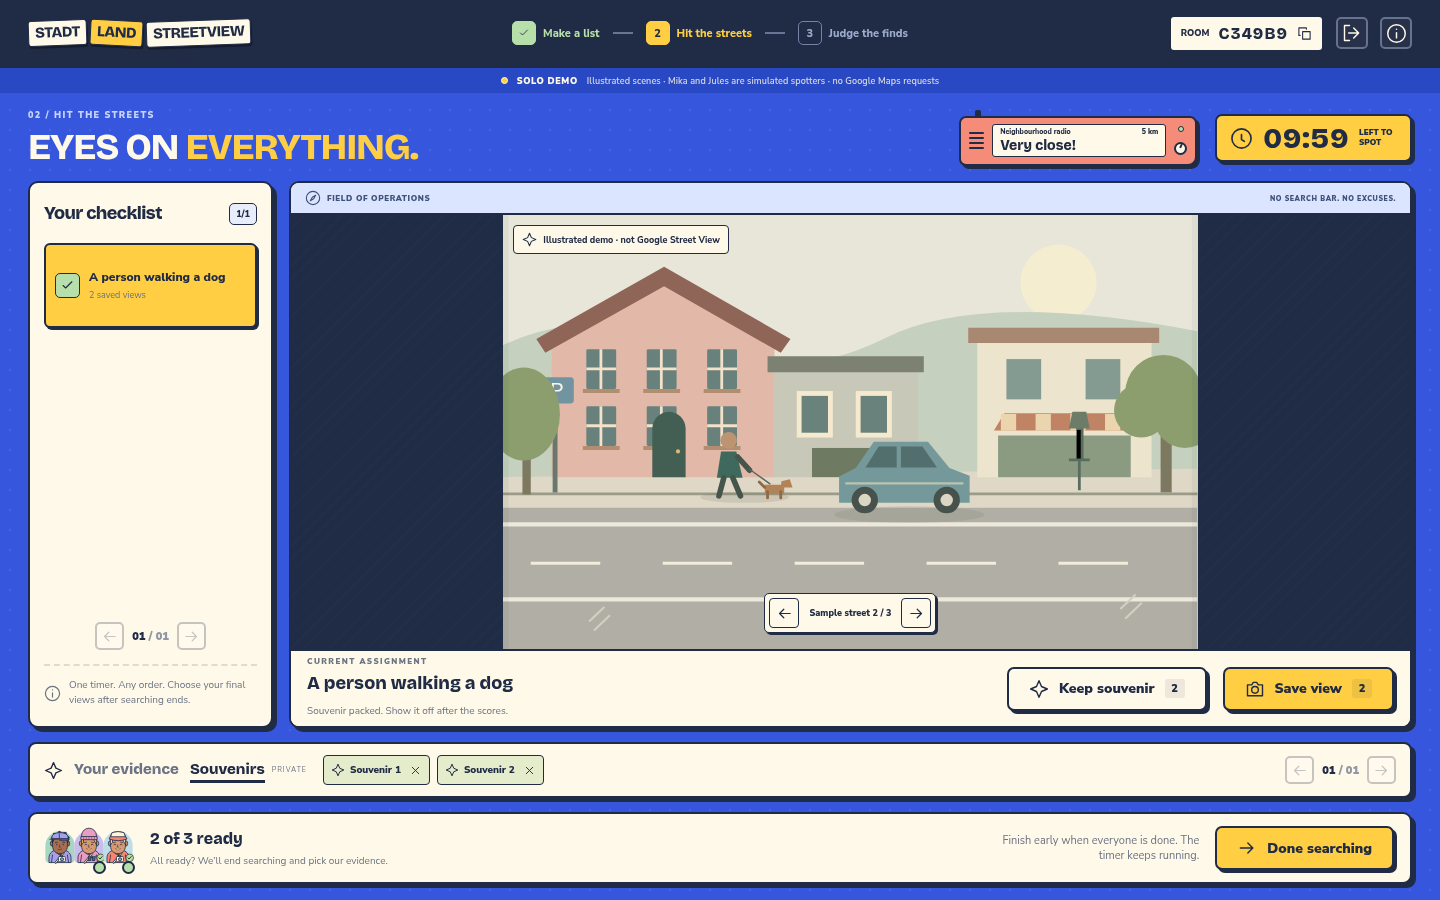 STADT LAND STREETVIEW
Make a list
2 Hit the streets
3 Judge the finds
ROOM C349B9
SOLO DEMO Illustrated scenes · Mika and Jules are simulated spotters · no Google Maps requests
02 / HIT THE STREETS
EYES ON EVERYTHING.
Neighbourhood radio 5 km
Very close!
09:59 LEFT TO
SPOT
Your checklist 1/1
A person walking a dog
2 saved views
01 / 01
One timer. Any order. Choose your final
views after searching ends.
FIELD OF OPERATIONS
NO SEARCH BAR. NO EXCUSES.
Illustrated demo · not Google Street View
P
Sample street 2 / 3
CURRENT ASSIGNMENT
A person walking a dog
Souvenir packed. Show it off after the scores.
Keep souvenir 2
Save view 2
Your evidence Souvenirs PRIVATE Souvenir 1 Souvenir 2
01 / 01
2 of 3 ready
All ready? We'll end searching and pick our evidence.
Finish early when everyone is done. The
timer keeps running.
Done searching